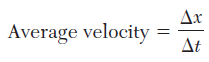 Average velocity = Δx/Δt